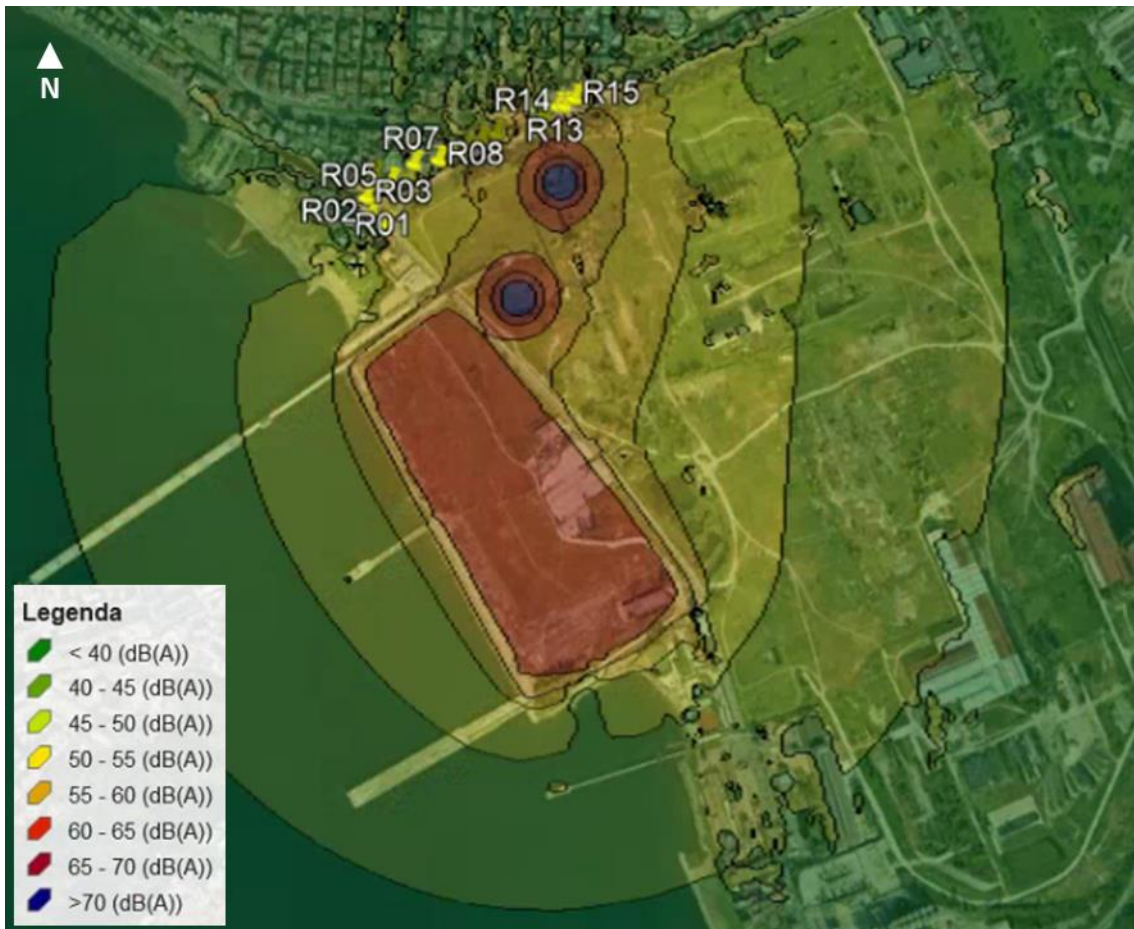 N
R14
R15
R13
R07
R08
R05
R03
R02
R01
Legenda
< 40 (dB(A))
40 - 45 (dB(A))
45 - 50 (dB(A))
50 - 55 (dB(A))
55 - 60 (dB(A))
60 - 65 (dB(A))
65 - 70 (dB(A))
>70 (dB(A))